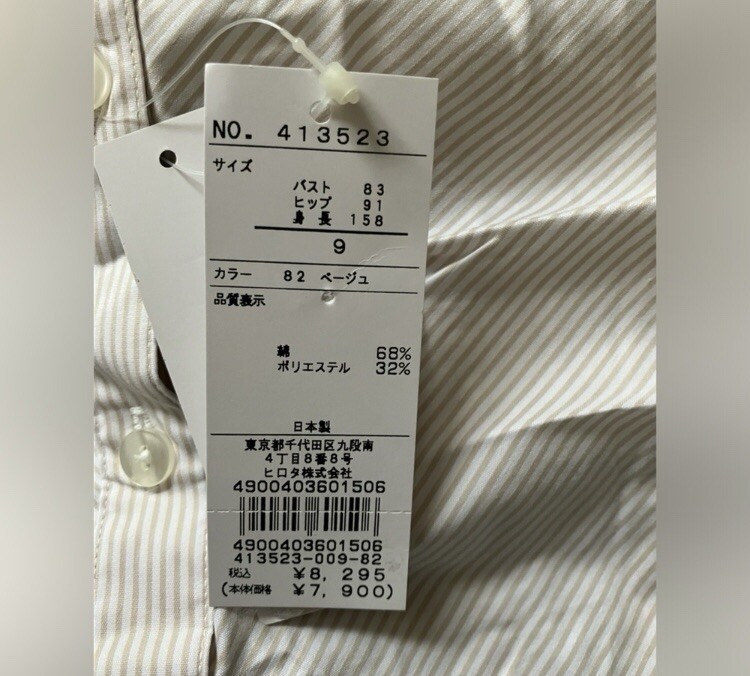 NO. 413523
サイズ
バスト 83
ヒップ 91
身長 158
9
カラー 82 ベージュ
品質表示
綿 68%
ポリエステル 32%
日本製
東京都千代田区九段南
4丁目8番8号
ヒロタ株式会社
4900403601506
4900403601506
413523-009-82
税込 ¥8,295
(本体価格 ¥7,900)